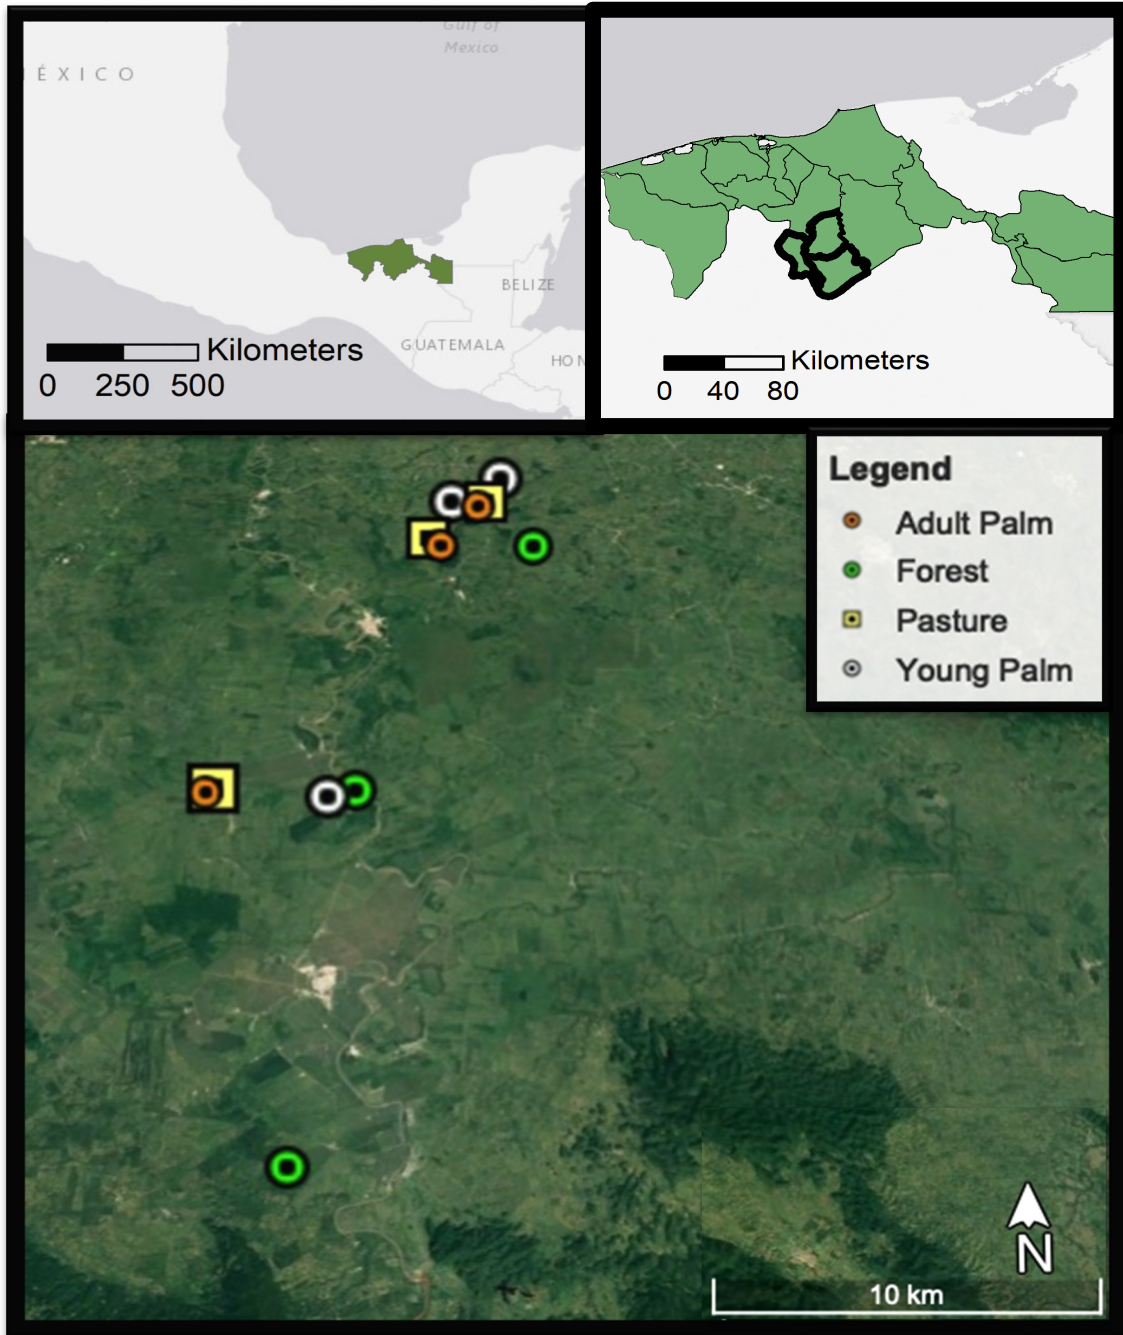 Gulf of
Mexico
ÉXICO
BELIZE
GUATEMALA
HON
Kilometers
0 250 500
Kilometers
0 40 80
Legend
Adult Palm
Forest
Pasture
Young Palm
N
10 km